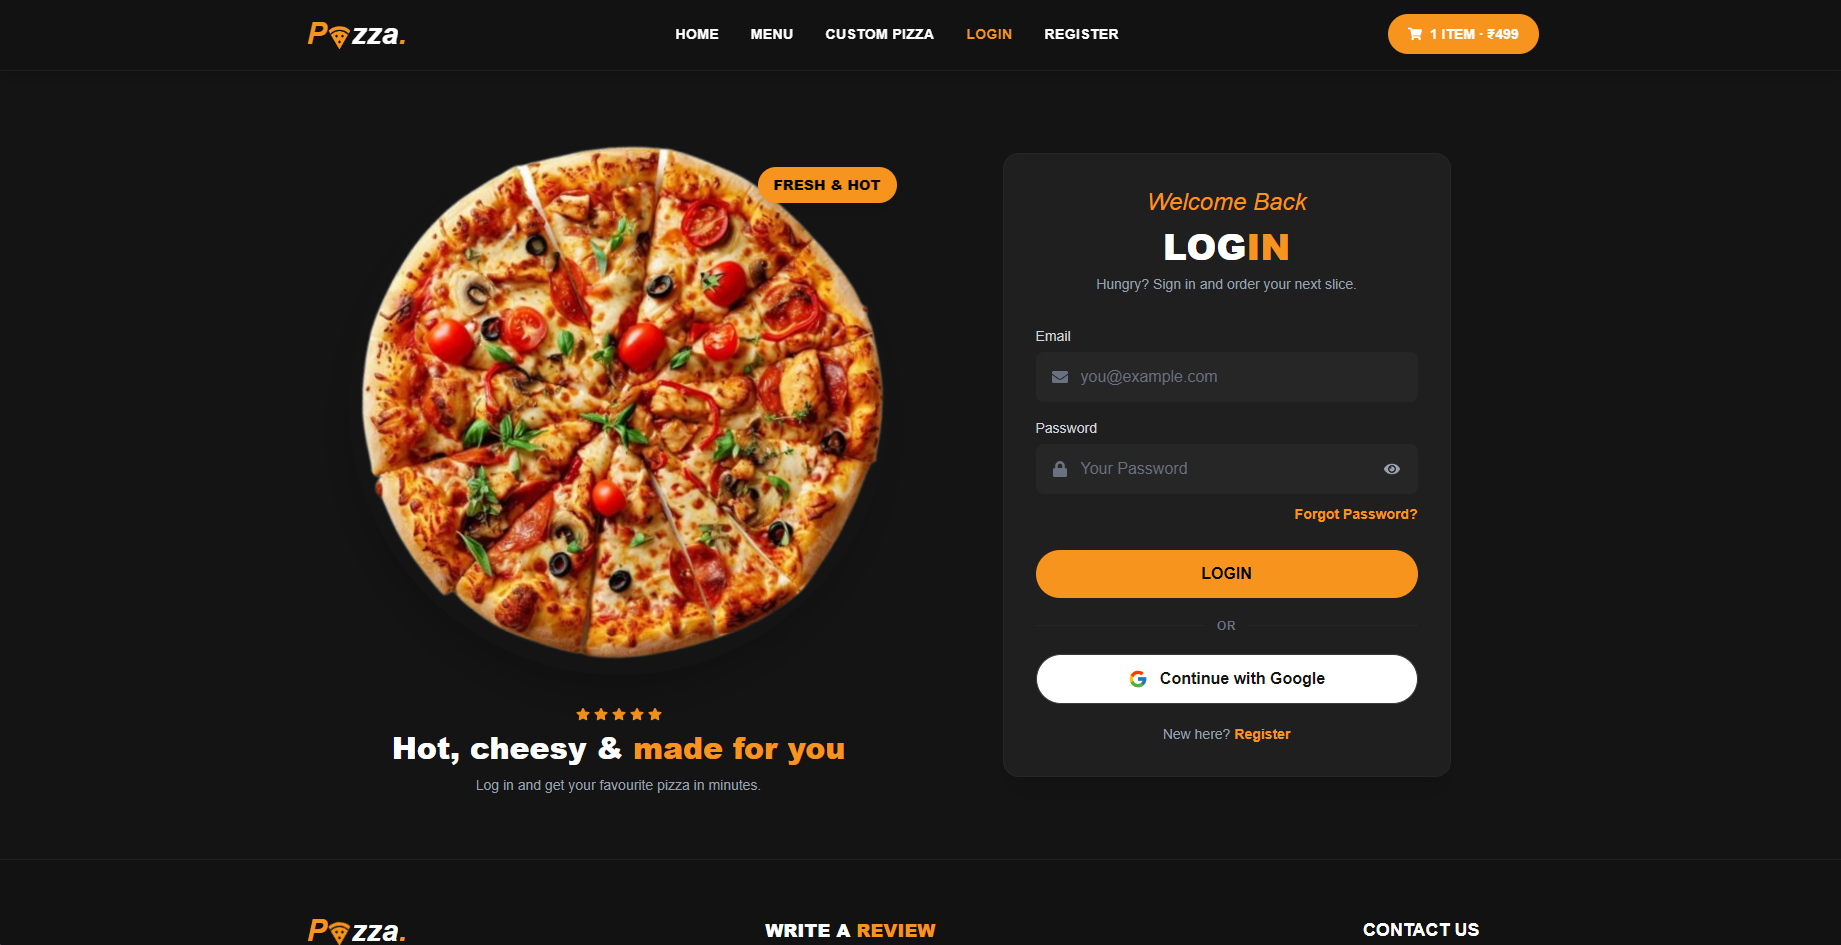 Pizza.
HOME
MENU
CUSTOM PIZZA
LOGIN
REGISTER
1 ITEM · ₹499
FRESH & HOT
Hot, cheesy & made for you
Log in and get your favourite pizza in minutes.
Welcome Back
LOGIN
Hungry? Sign in and order your next slice.
Email
you@example.com
Password
Your Password
Forgot Password?
LOGIN
OR
Continue with Google
New here? Register
Pizza.
WRITE A REVIEW
CONTACT US